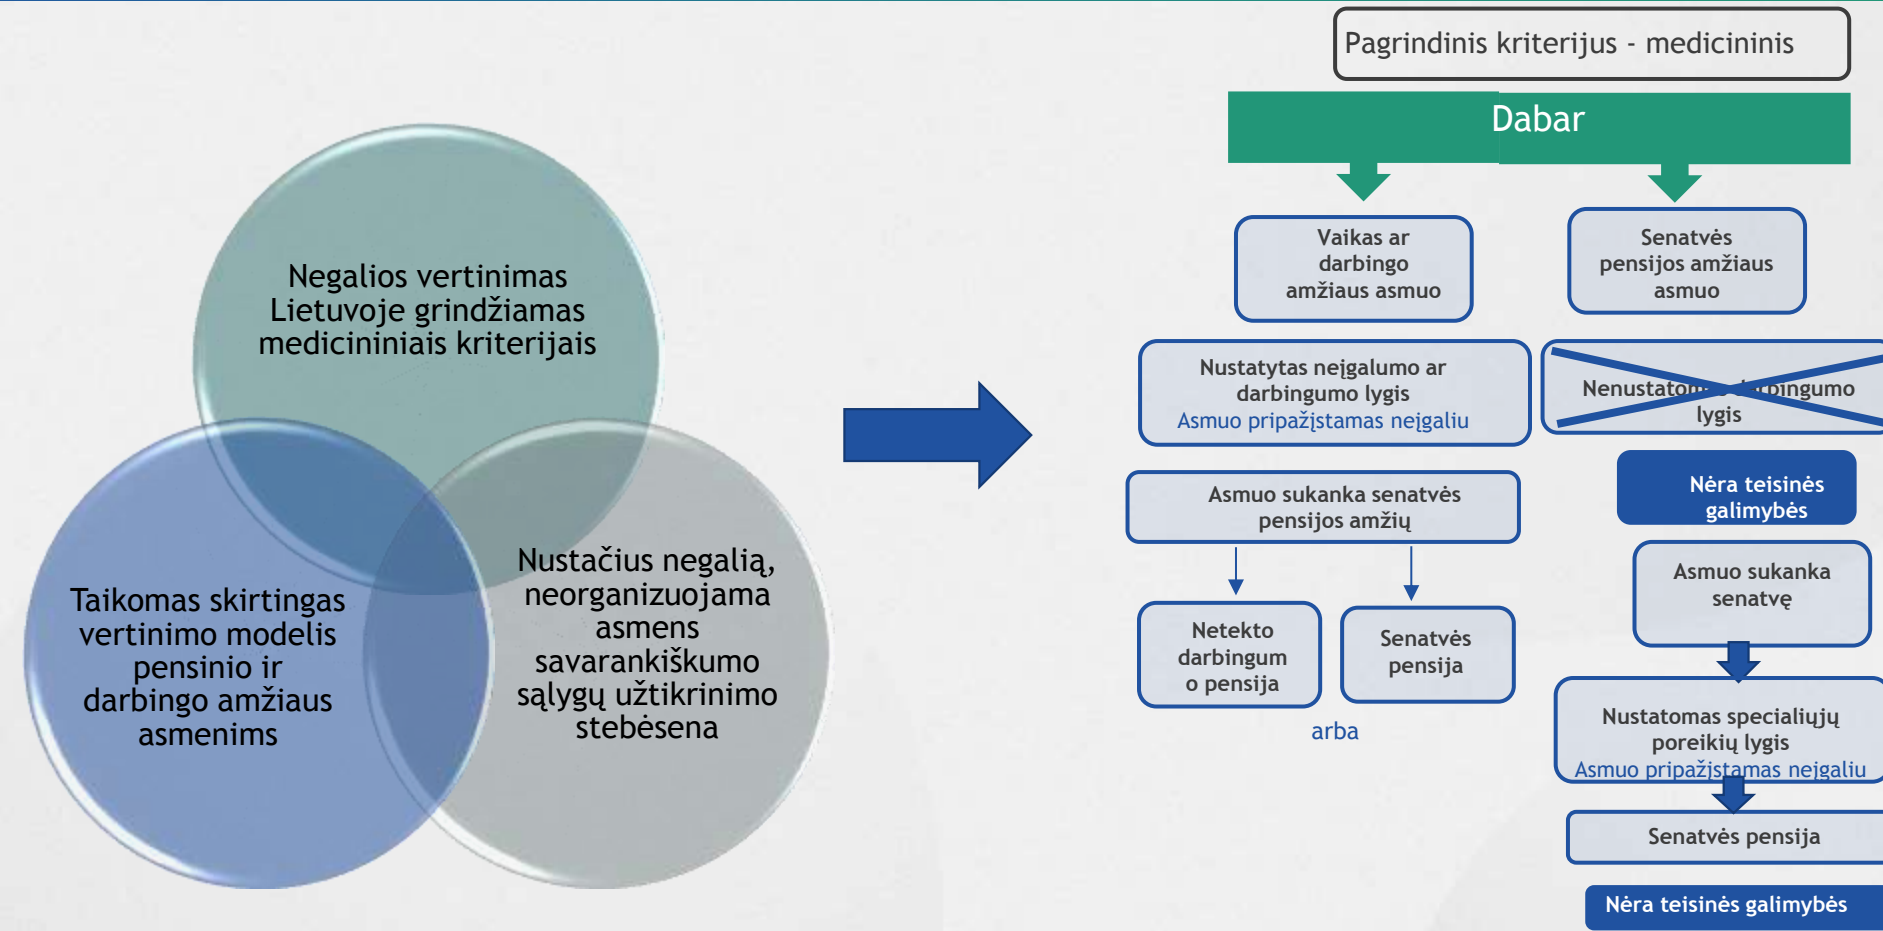 Negalios vertinimas
Lietuvoje grindžiamas
medicininiais kriterijais
Taikomas skirtingas
vertinimo modelis
pensinio ir
darbingo amžiaus
asmenims
Nustačius negalią,
neorganizuojama
asmens
savarankiškumo
sąlygų užtikrinimo
stebėsena
Pagrindinis kriterijus - medicininis
Dabar
Vaikas ar
darbingo
amžiaus asmuo
Nustatytas neįgalumo ar
darbingumo lygis
Asmuo pripažįstamas neįgaliu
Asmuo sukanka senatvės
pensijos amžių
Netekto
darbingum
o pensija
Senatvės
pensija
arba
Senatvės
pensijos amžiaus
asmuo
Nenustatomas darbingumo
lygis
Nėra teisinės
galimybės
Asmuo sukanka
senatvę
Nustatomas specialiųjų
poreikių lygis
Asmuo pripažįstamas neįgaliu
Senatvės pensija
Nėra teisinės galimybės